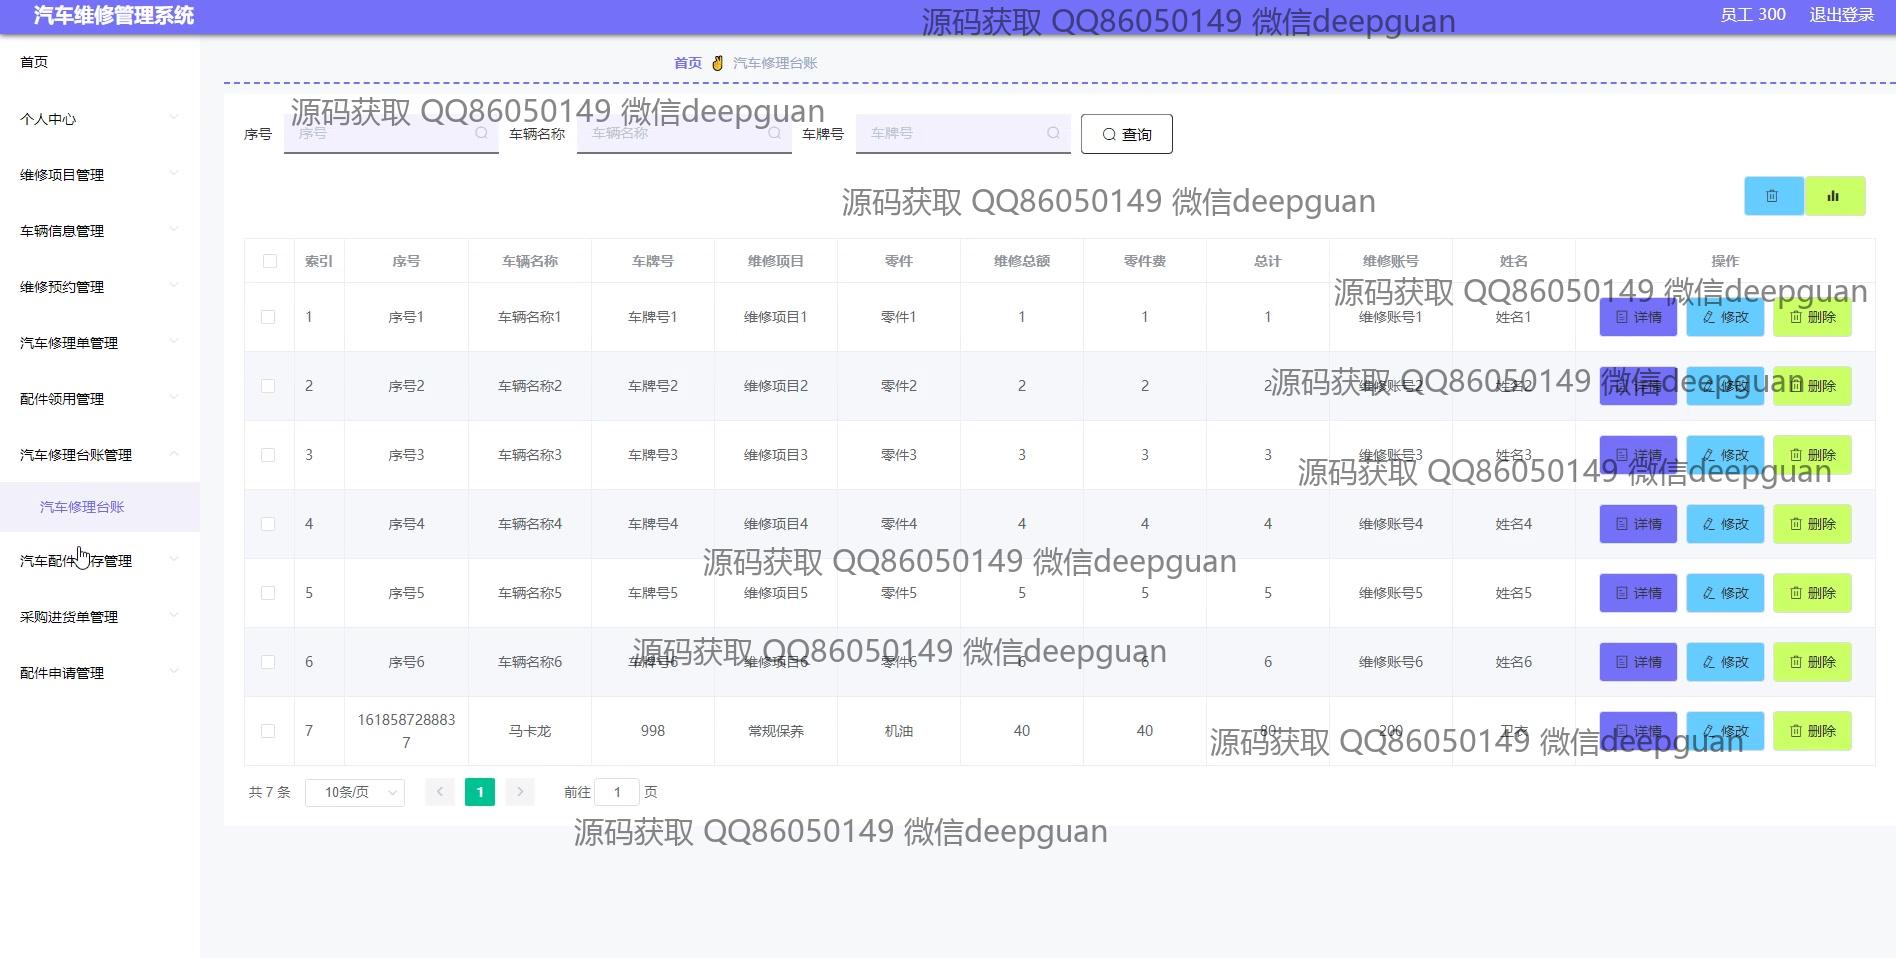 汽车维修管理系统
源码获取 QQ86050149 微信deepguan
员工 300 退出登录
首页
首页 汽车修理台账
个人中心
源码获取 QQ86050149 微信deepguan
序号 序号 车辆名称 车辆名称 车牌号 车牌号 查询
维修项目管理
源码获取 QQ86050149 微信deepguan
车辆信息管理
索引 序号 车辆名称 车牌号 维修项目 零件 维修总额 零件费 总计 维修账号 姓名 操作
维修预约管理
源码获取 QQ86050149 微信deepguan
1 序号1 车辆名称1 车牌号1 维修项目1 零件1 1 1 1 维修账号1 姓名1 详情 修改 删除
汽车修理单管理
2 序号2 车辆名称2 车牌号2 维修项目2 零件2 2 2 2 维修账号2 姓名2 详情 修改 删除
源码获取 QQ86050149 微信deepguan
配件领用管理
汽车修理台账管理
3 序号3 车辆名称3 车牌号3 维修项目3 零件3 3 3 3 维修账号3 姓名3 详情 修改 删除
源码获取 QQ86050149 微信deepguan
汽车修理台账
4 序号4 车辆名称4 车牌号4 维修项目4 零件4 4 4 4 维修账号4 姓名4 详情 修改 删除
汽车配件存管理
源码获取 QQ86050149 微信deepguan
5 序号5 车辆名称5 车牌号5 维修项目5 零件5 5 5 5 维修账号5 姓名5 详情 修改 删除
采购进货单管理
源码获取 QQ86050149 微信deepguan
6 序号6 车辆名称6 车牌号6 维修项目6 零件6 6 6 6 维修账号6 姓名6 详情 修改 删除
配件申请管理
161858728883
7 7 马卡龙 998 常规保养 机油 40 40 80 200 卫衣 详情 修改 删除
源码获取 QQ86050149 微信deepguan
共 7 条 10条/页 1 前往 1 页
源码获取 QQ86050149 微信deepguan